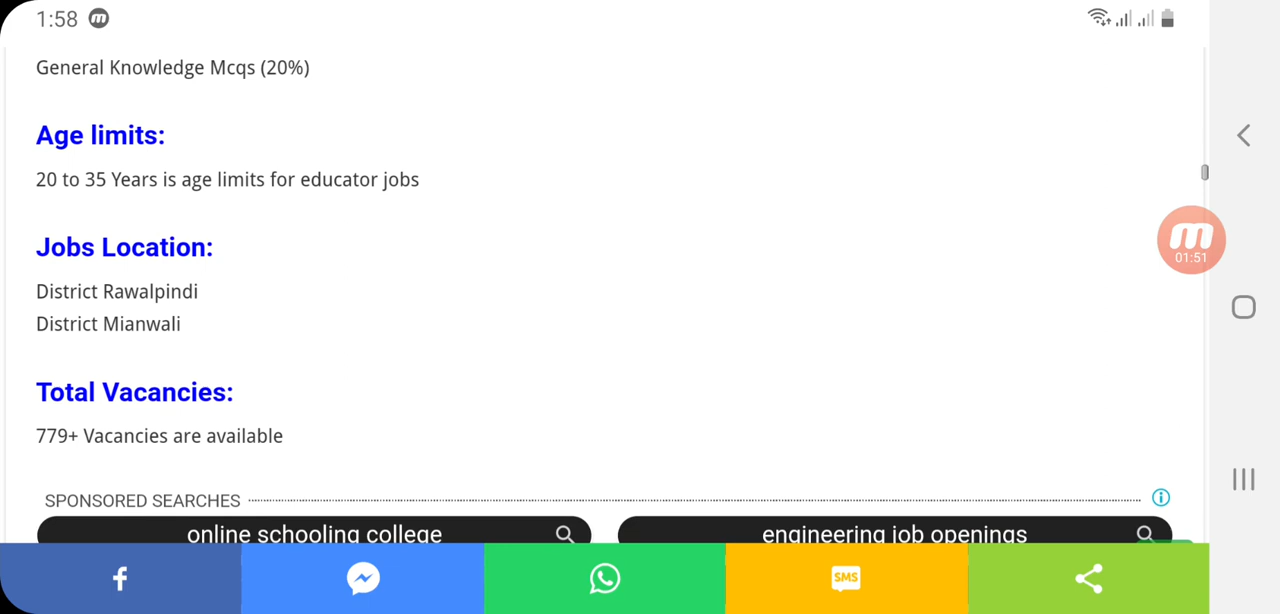 1:58
General Knowledge Mcqs (20%)
Age limits:
20 to 35 Years is age limits for educator jobs
Jobs Location:
District Rawalpindi
District Mianwali
Total Vacancies:
779+ Vacancies are available
SPONSORED SEARCHES
online schooling college
engineering job openings
01:51
SMS